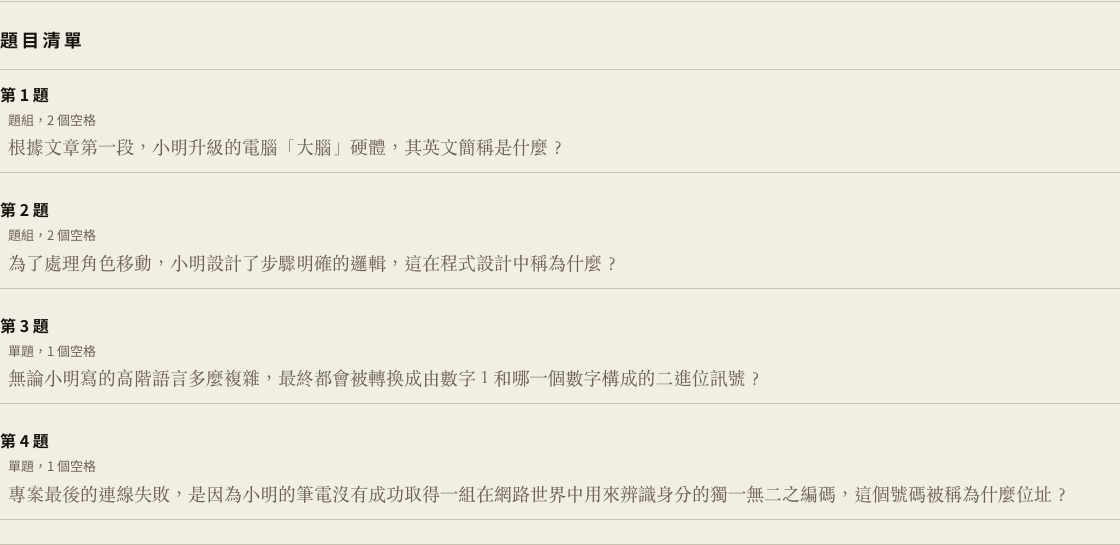 題目清單
第 1 題
題組，2 個空格
根據文章第一段，小明升級的電腦「大腦」硬體，其英文簡稱是什麼？
第 2 題
題組，2 個空格
為了處理角色移動，小明設計了步驟明確的邏輯，這在程式設計中稱為什麼？
第 3 題
單題，1 個空格
無論小明寫的高階語言多麼複雜，最終都會被轉換成由數字 1 和哪一個數字構成的二進位訊號？
第 4 題
單題，1 個空格
專案最後的連線失敗，是因為小明的筆電沒有成功取得一組在網路世界中用來辨識身分的獨一無二之編碼，這個號碼被稱為什麼位址？